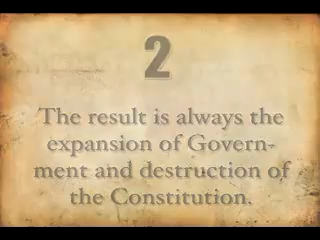 2
The result is always the
expansion of Govern-
ment and destruction of
the Constitution.